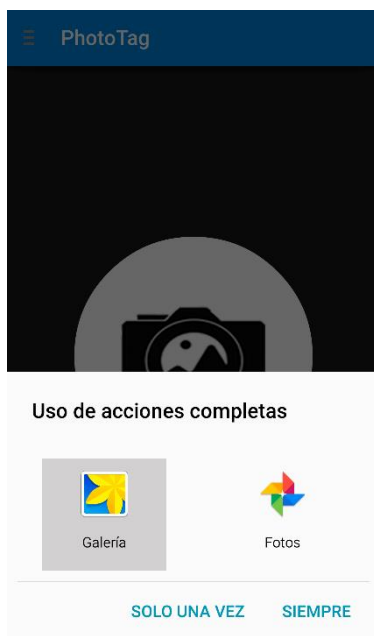 PhotoTag
Uso de acciones completas
Galería
Fotos
SOLO UNA VEZ
SIEMPRE